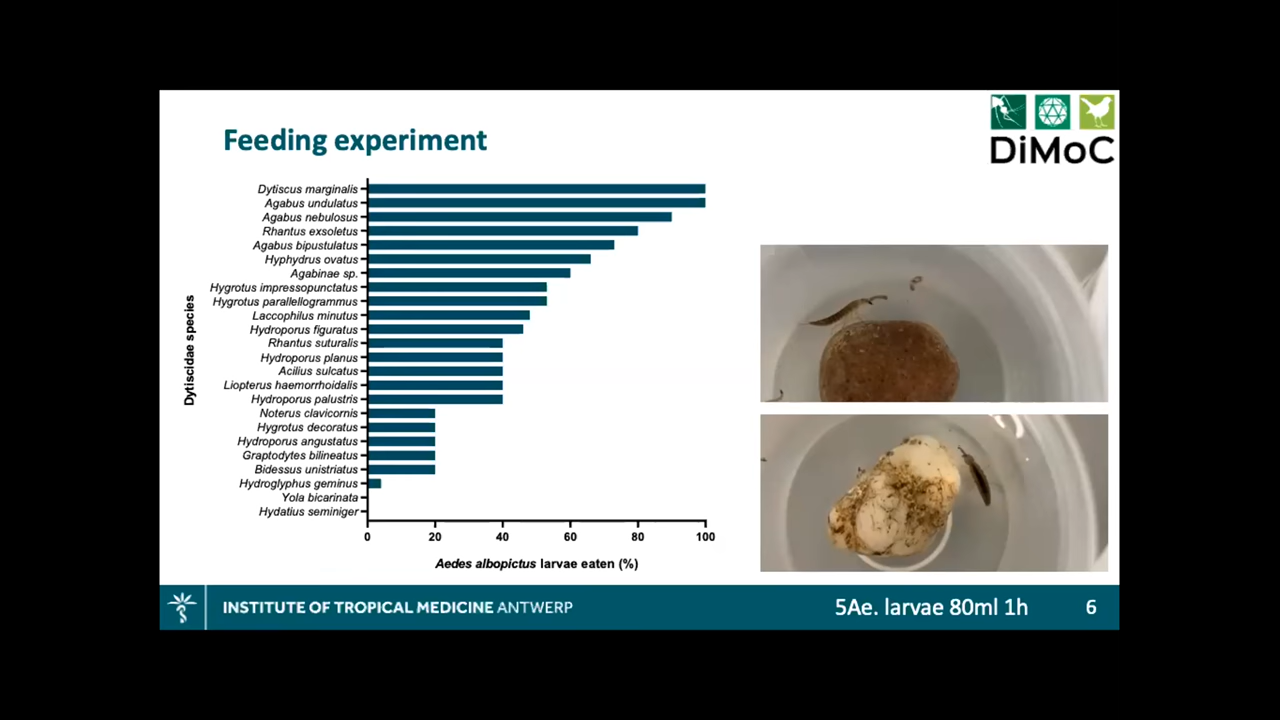 Feeding experiment
DiMoC
Dytiscidae species
Dytiscus marginalis
Agabus undulatus
Agabus nebulosus
Rhantus exsoletus
Agabus bipustulatus
Hyphydrus ovatus
Agabinae sp.
Hygrotus impressopunctatus
Hygrotus parallellogrammus
Laccophilus minutus
Hydroporus figuratus
Rhantus suturalis
Hydroporus planus
Acilius sulcatus
Liopterus haemorrhoidalis
Hydroporus palustris
Noterus clavicornis
Hygrotus decoratus
Hydroporus angustatus
Graptodytes bilineatus
Bidessus unistriatus
Hydroglyphus geminus
Yola bicarinata
Hydatius seminiger
0 20 40 60 80 100
Aedes albopictus larvae eaten (%)
INSTITUTE OF TROPICAL MEDICINE ANTWERP
5Ae. larvae 80ml 1h
6